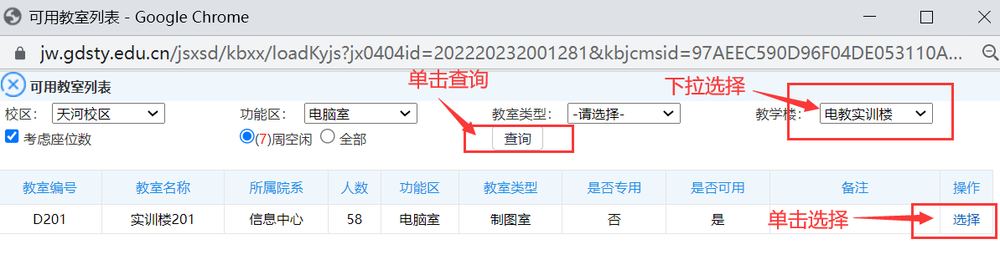 可用教室列表 - Google Chrome
jw.gdsty.edu.cn/jsxsd/kbxx/loadKyjs?jx0404id=202220232001281&kbjcmsid=97AEEC590D96F04DE053110A...
可用教室列表
单击查询
下拉选择
校区： 天河校区 功能区： 电脑室 教室类型： -请选择- 教学楼： 电教实训楼
考虑座位数 (7)周空闲 全部 查询
教室编号 教室名称 所属院系 人数 功能区 教室类型 是否专用 是否可用 备注 操作
D201 实训楼201 信息中心 58 电脑室 制图室 否 是 选择
单击选择